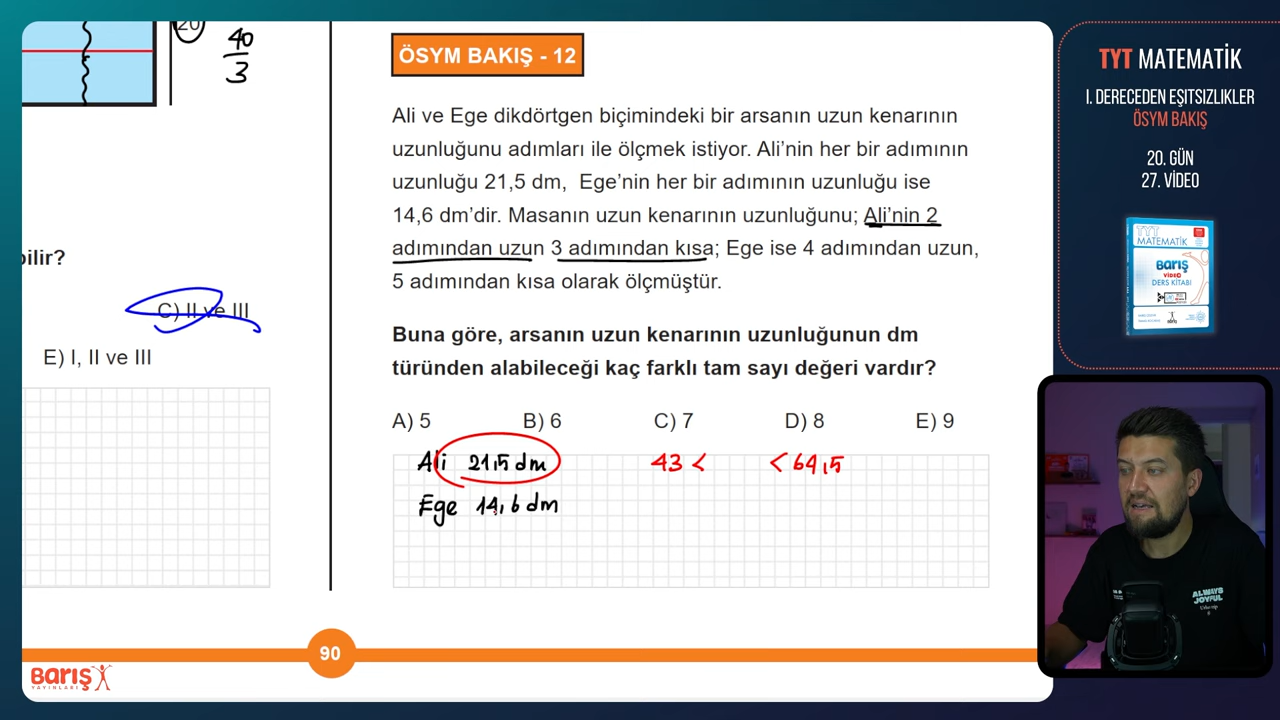 20
40
3
ÖSYM BAKIŞ - 12
Ali ve Ege dikdörtgen biçimindeki bir arsanın uzun kenarının
uzunluğunu adımları ile ölçmek istiyor. Ali’nin her bir adımının
uzunluğu 21,5 dm, Ege’nin her bir adımının uzunluğu ise
14,6 dm’dir. Masanın uzun kenarının uzunluğunu; Ali’nin 2
adımından uzun 3 adımından kısa; Ege ise 4 adımından uzun,
5 adımından kısa olarak ölçmüştür.
Buna göre, arsanın uzun kenarının uzunluğunun dm
türünden alabileceği kaç farklı tam sayı değeri vardır?
A) 5 B) 6 C) 7 D) 8 E) 9
Ali 21,5 dm 43 < < 64,5
Ege 14,6 dm
bilir?
C) II ve III
E) I, II ve III
90
BARIŞ
YAYINLARI
TYT MATEMATİK
I. DERECEDEN EŞİTSİZLİKLER
ÖSYM BAKIŞ
20. GÜN
27. VİDEO
TYT
MATEMATİK
BARIŞ
VİDEO
DERS KİTABI
ALWAYS
JOYFUL